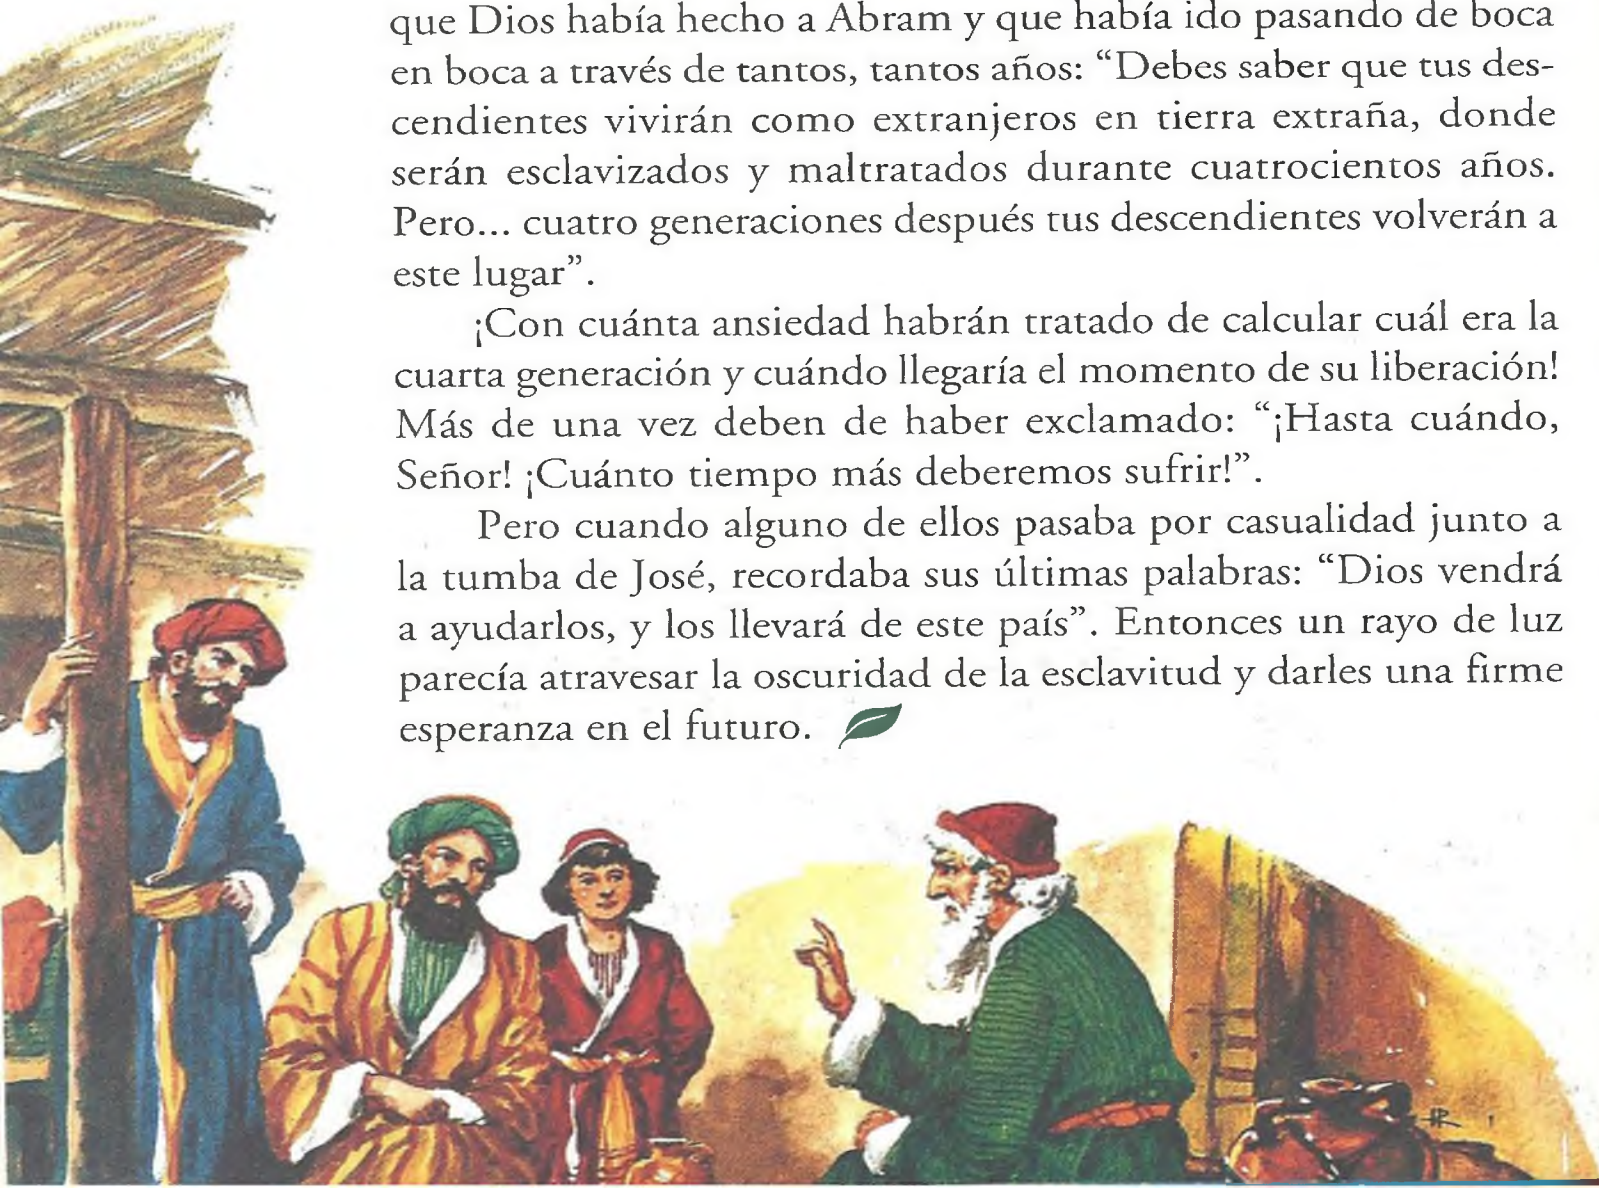 que Dios había hecho a Abram y que había ido pasando de boca
en boca a través de tantos, tantos años: “Debes saber que tus des-
cendientes vivirán como extranjeros en tierra extraña, donde
serán esclavizados y maltratados durante cuatrocientos años.
Pero... cuatro generaciones después tus descendientes volverán a
este lugar”.
¡Con cuánta ansiedad habrán tratado de calcular cuál era la
cuarta generación y cuándo llegaría el momento de su liberación!
Más de una vez deben de haber exclamado: “¡Hasta cuándo,
Señor! ¡Cuánto tiempo más deberemos sufrir!”.
Pero cuando alguno de ellos pasaba por casualidad junto a
la tumba de José, recordaba sus últimas palabras: “Dios vendrá
a ayudarlos, y los llevará de este país”. Entonces un rayo de luz
parecía atravesar la oscuridad de la esclavitud y darles una firme
esperanza en el futuro.